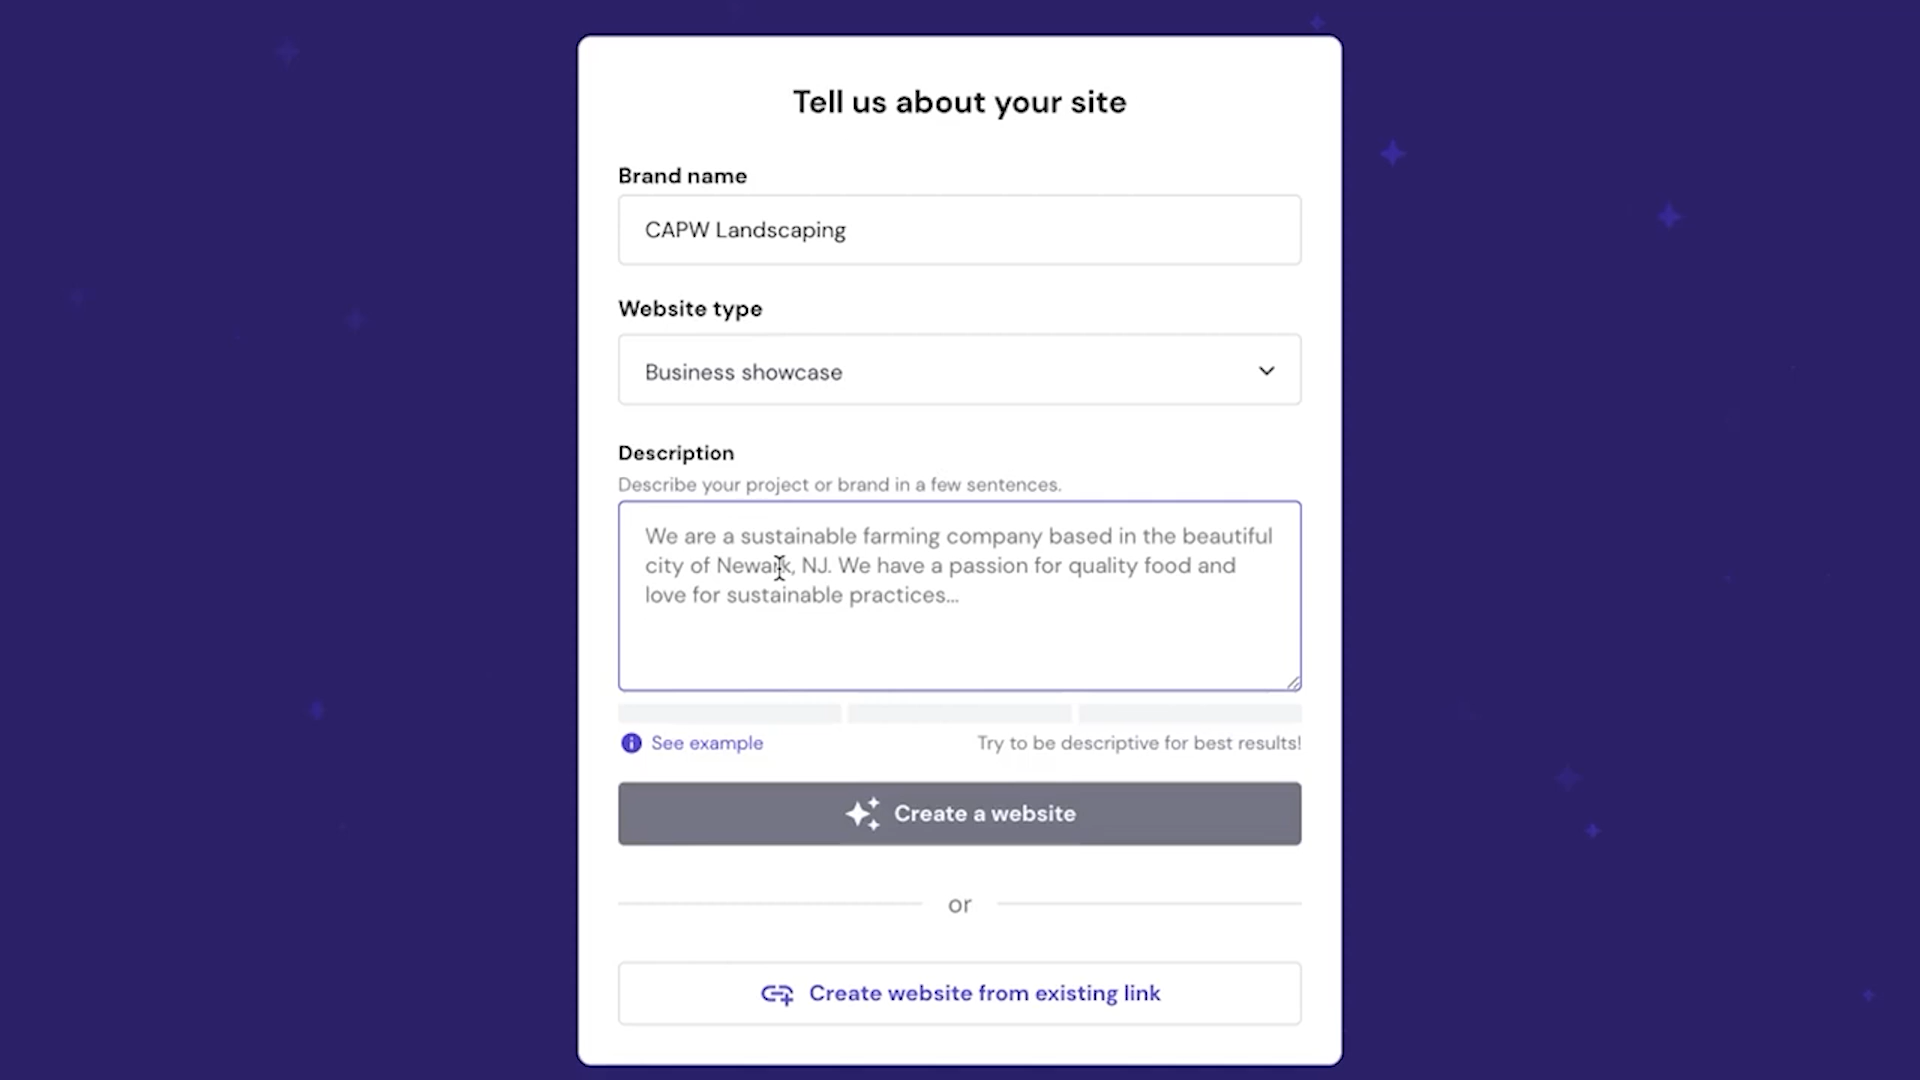 Tell us about your site
Brand name
CAPW Landscaping
Website type
Business showcase
Description
Describe your project or brand in a few sentences.
We are a sustainable farming company based in the beautiful
city of Newark, NJ. We have a passion for quality food and
love for sustainable practices...
See example
Try to be descriptive for best results!
Create a website
or
Create website from existing link